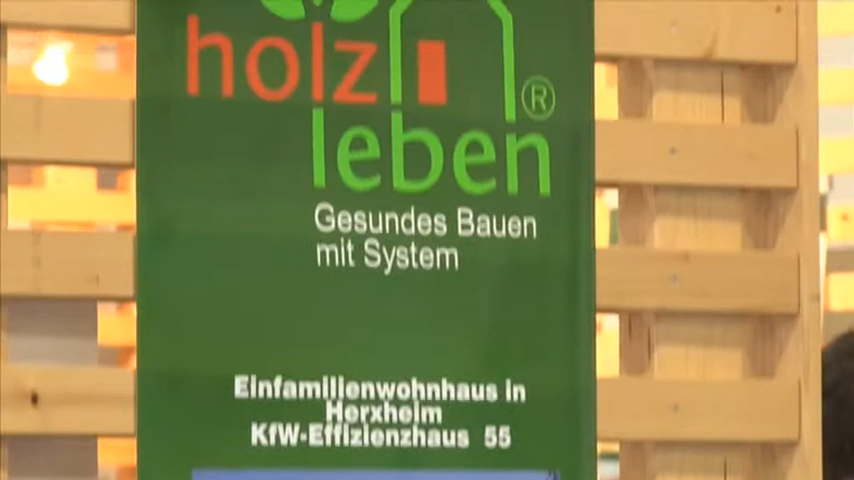 holz
®
leben
Gesundes Bauen
mit System
Einfamilienwohnhaus in
Herxheim
KfW-Effizienzhaus 55